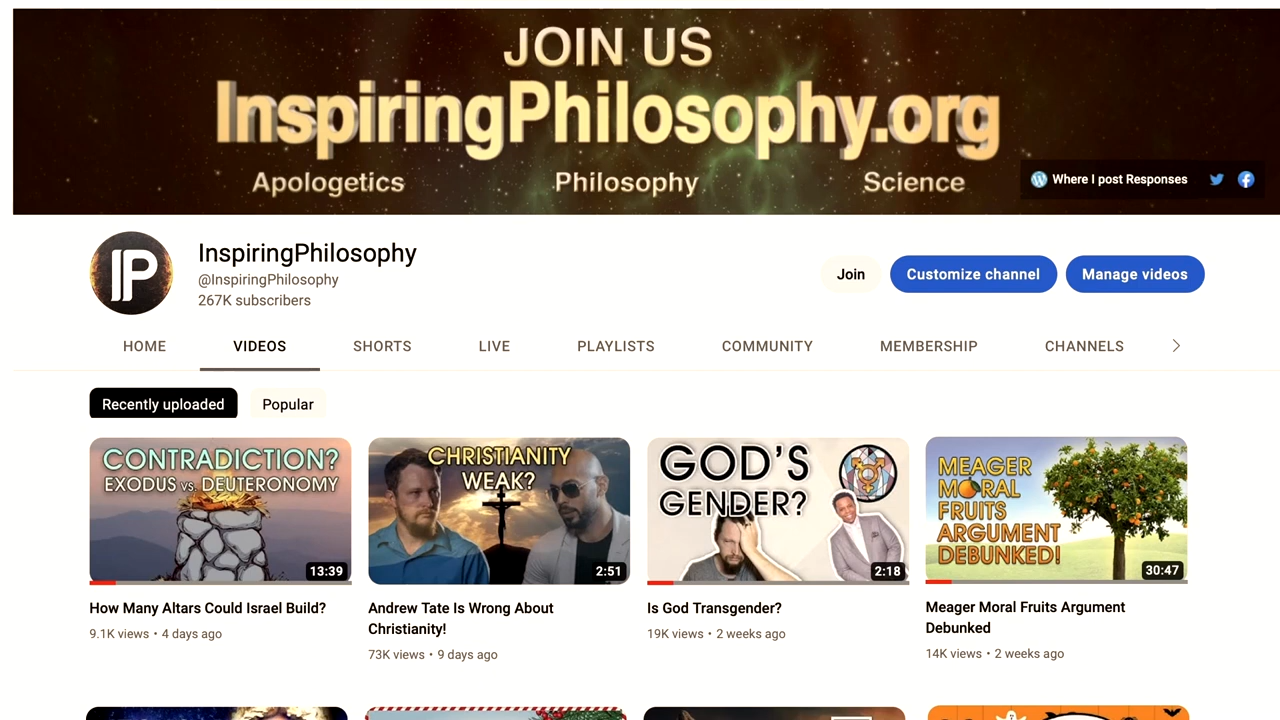 JOIN US
InspiringPhilosophy.org
Apologetics Philosophy Science
Where I post Responses
IP
InspiringPhilosophy
@InspiringPhilosophy
267K subscribers
Join Customize channel Manage videos
HOME VIDEOS SHORTS LIVE PLAYLISTS COMMUNITY MEMBERSHIP CHANNELS
Recently uploaded Popular
CONTRADICTION?
EXODUS VS. DEUTERONOMY
13:39
CHRISTIANITY
WEAK?
2:51
GOD'S
GENDER?
2:18
MEAGER
MORAL
FRUITS
ARGUMENT
DEBUNKED!
30:47
How Many Altars Could Israel Build?
9.1K views • 4 days ago
Andrew Tate Is Wrong About
Christianity!
73K views • 9 days ago
Is God Transgender?
19K views • 2 weeks ago
Meager Moral Fruits Argument
Debunked
14K views • 2 weeks ago